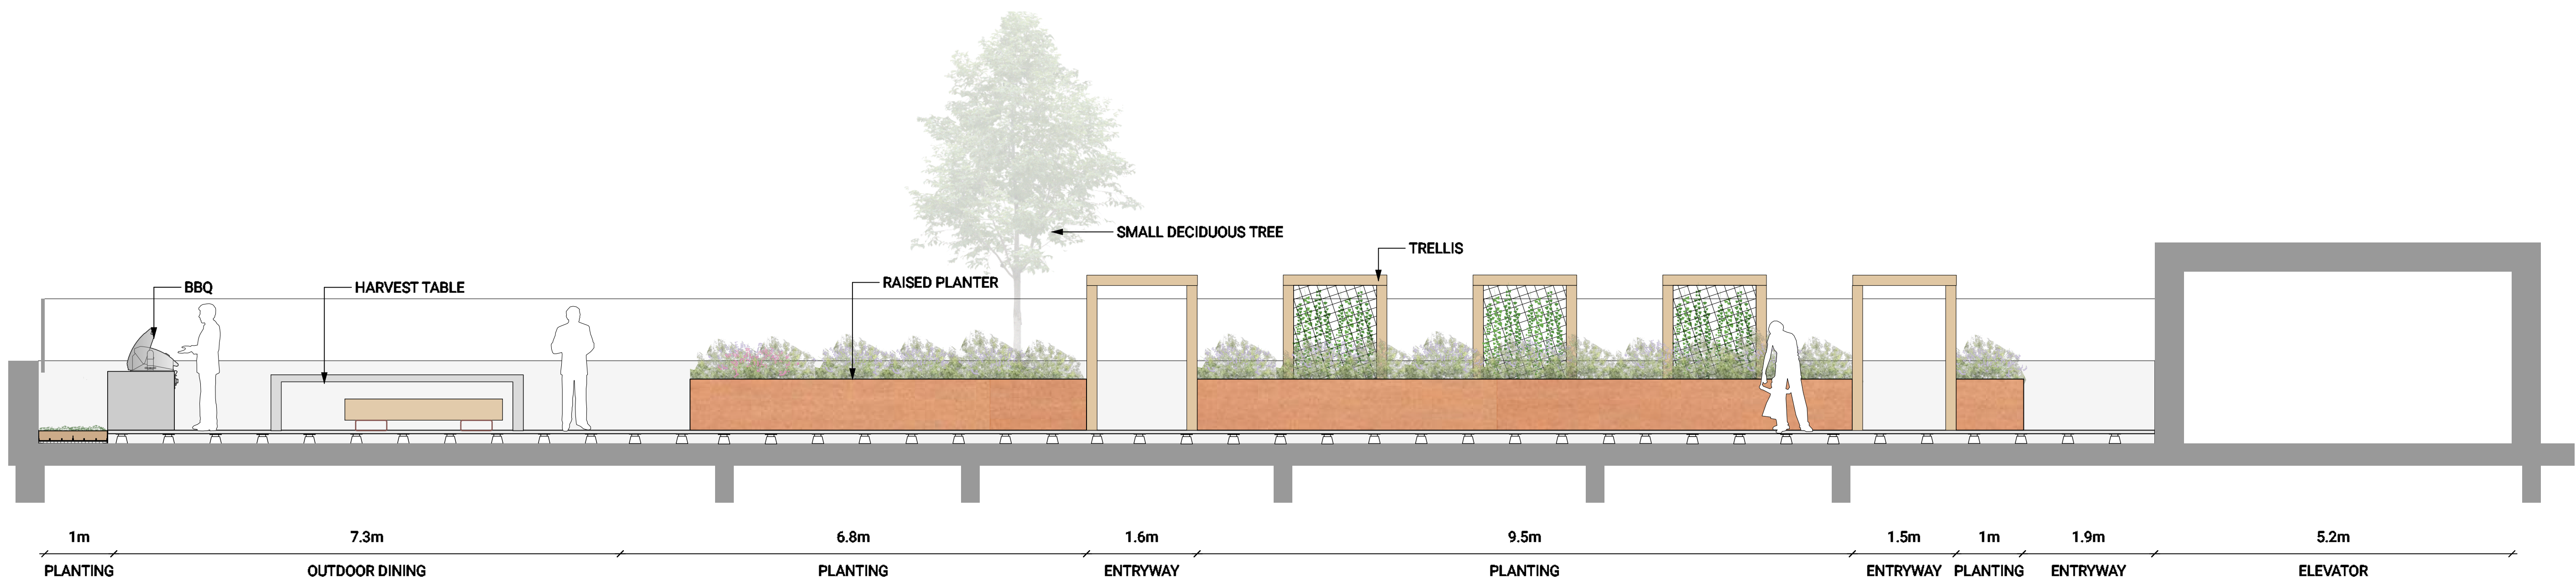 SMALL DECIDUOUS TREE
TRELLIS
RAISED PLANTER
BBQ
HARVEST TABLE
1m
7.3m
6.8m
1.6m
9.5m
1.5m
1m
1.9m
5.2m
PLANTING
OUTDOOR DINING
PLANTING
ENTRYWAY
PLANTING
ENTRYWAY
PLANTING
ENTRYWAY
ELEVATOR